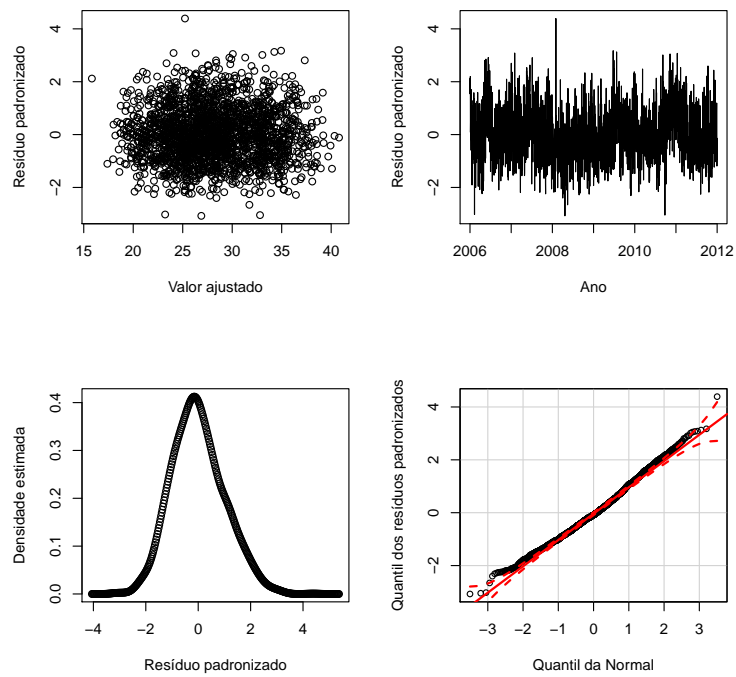 Resíduo padronizado
−2 0 2 4
15 20 25 30 35 40
Valor ajustado
Resíduo padronizado
−2 0 2 4
2006 2008 2010 2012
Ano
Densidade estimada
0.0 0.1 0.2 0.3 0.4
−4 −2 0 2 4
Resíduo padronizado
Quantil dos resíduos padronizados
−2 0 2 4
−3 −2 −1 0 1 2 3
Quantil da Normal